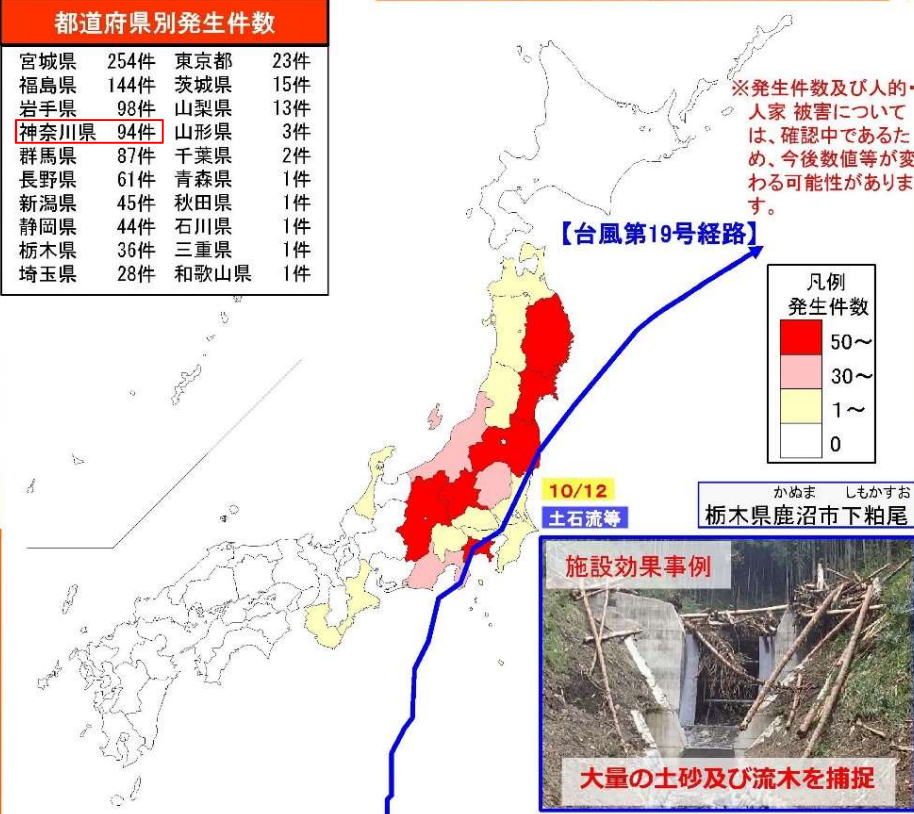 都道府県別発生件数
宮城県 254件 東京都 23件
福島県 144件 茨城県 15件
岩手県 98件 山梨県 13件
神奈川県 94件 山形県 3件
群馬県 87件 千葉県 2件
長野県 61件 青森県 1件
新潟県 45件 秋田県 1件
静岡県 44件 石川県 1件
栃木県 36件 三重県 1件
埼玉県 28件 和歌山県 1件
※発生件数及び人的・
人家 被害について
は、確認中であるた
め、今後数値等が変
わる可能性がありま
す。
【台風第19号経路】
凡例
発生件数
50～
30～
1～
0
10/12
土石流等
かぬま しもかすお
栃木県鹿沼市下粕尾
施設効果事例
大量の土砂及び流木を捕捉